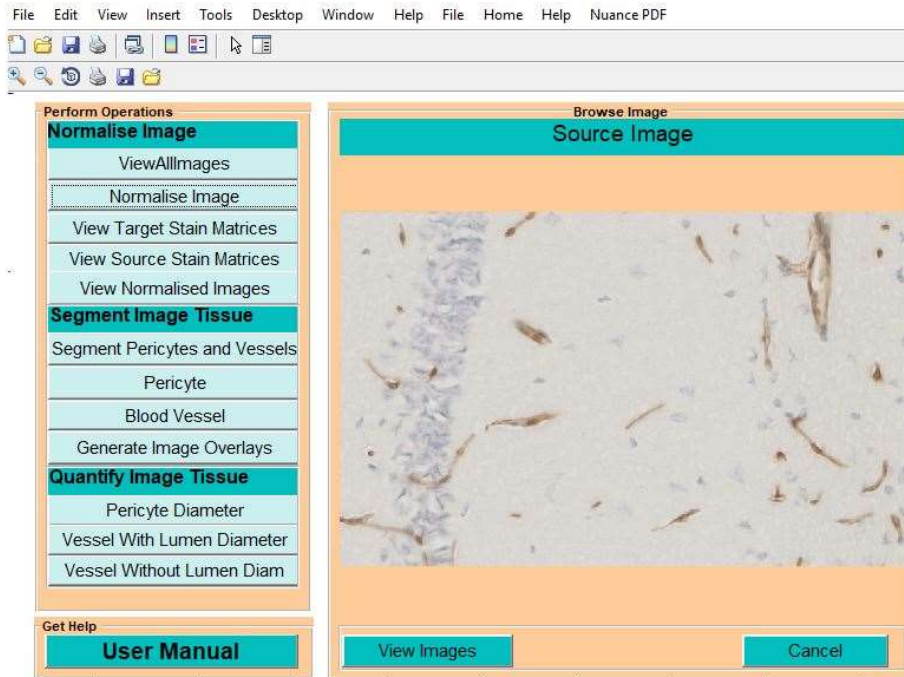 File Edit View Insert Tools Desktop Window Help File Home Help Nuance PDF
Perform Operations
Normalise Image
ViewAllImages
Normalise Image
View Target Stain Matrices
View Source Stain Matrices
View Normalised Images
Segment Image Tissue
Segment Pericytes and Vessels
Pericyte
Blood Vessel
Generate Image Overlays
Quantify Image Tissue
Pericyte Diameter
Vessel With Lumen Diameter
Vessel Without Lumen Diam
Get Help
User Manual
Browse Image
Source Image
View Images
Cancel